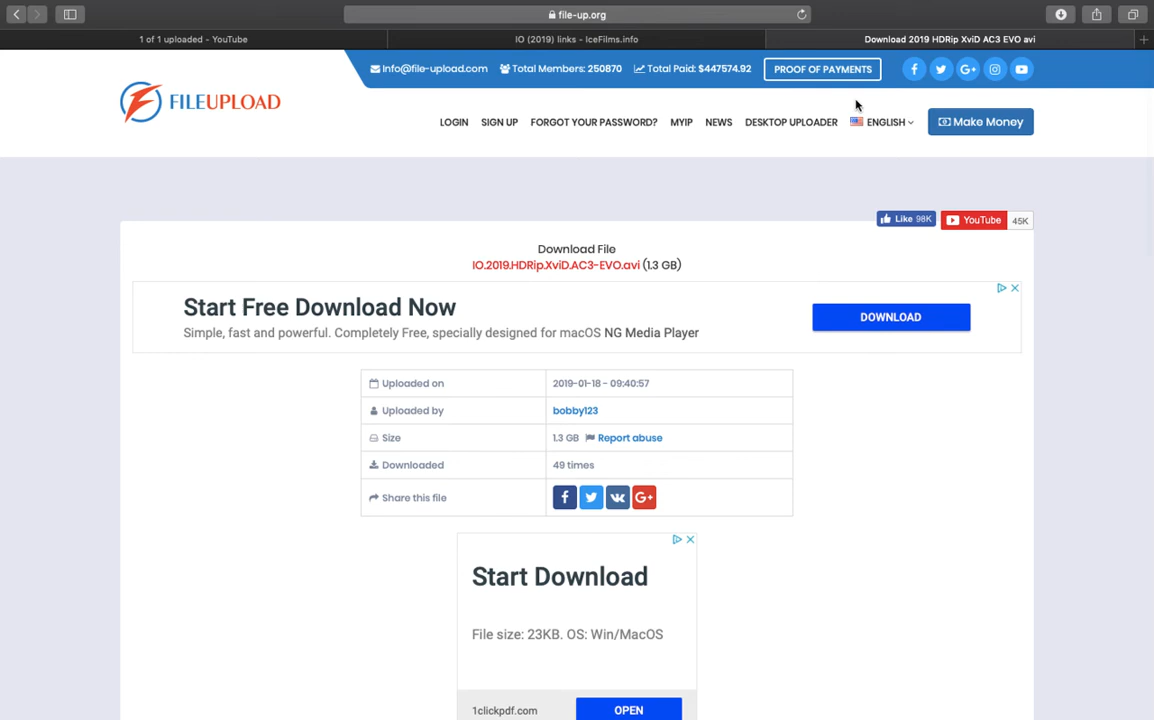 file-up.org
1 of 1 uploaded - YouTube
IO (2019) links - IceFilms.info
Download 2019 HDRip XviD AC3 EVO avi
Info@file-upload.com
Total Members: 250870
Total Paid: $447574.92
PROOF OF PAYMENTS
FILEUPLOAD
LOGIN
SIGN UP
FORGOT YOUR PASSWORD?
MYIP
NEWS
DESKTOP UPLOADER
ENGLISH
Make Money
Like 98K
YouTube 45K
Download File
IO.2019.HDRip.XviD.AC3-EVO.avi (1.3 GB)
Start Free Download Now
Simple, fast and powerful. Completely Free, specially designed for macOS NG Media Player
DOWNLOAD
Uploaded on 2019-01-18 - 09:40:57
Uploaded by bobby123
Size 1.3 GB Report abuse
Downloaded 49 times
Share this file
Start Download
File size: 23KB. OS: Win/MacOS
1clickpdf.com
OPEN